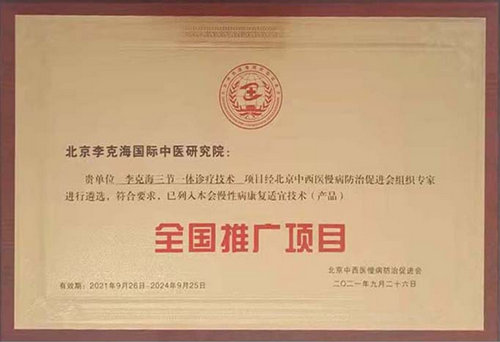 北京李克海国际中医研究院：
贵单位 李克海三节一体诊疗技术 项目经北京中西医慢病防治促进会组织专家
进行遴选，符合要求，已列入本会慢性病康复适宜技术（产品）
全国推广项目
北京中西医慢病防治促进会
有效期：2021年9月26日-2024年9月25日
二〇二一年九月二十六日